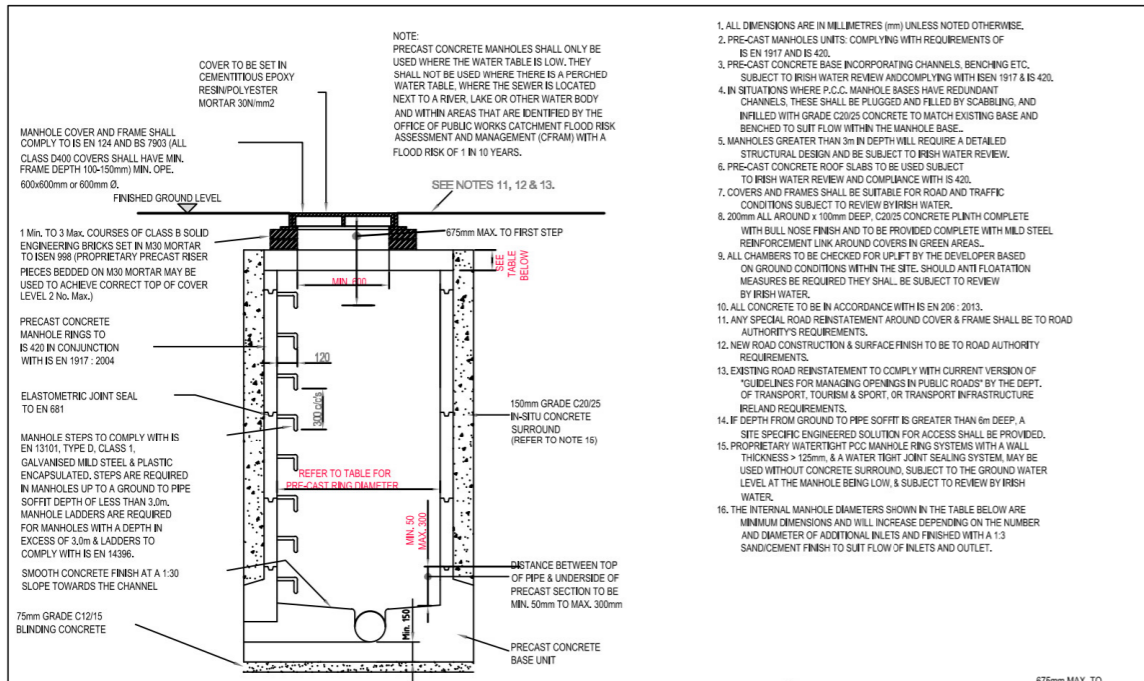 NOTE:
PRECAST CONCRETE MANHOLES SHALL ONLY BE
USED WHERE THE WATER TABLE IS LOW. THEY
SHALL NOT BE USED WHERE THERE IS A PERCHED
WATER TABLE, WHERE THE SEWER IS LOCATED
NEXT TO A RIVER, LAKE OR OTHER WATER BODY
AND WITHIN AREAS THAT ARE IDENTIFIED BY THE
OFFICE OF PUBLIC WORKS CATCHMENT FLOOD RISK
ASSESSMENT AND MANAGEMENT (CFRAM) WITH A
FLOOD RISK OF 1 IN 10 YEARS.
COVER TO BE SET IN
CEMENTITIOUS EPOXY
RESIN/POLYESTER
MORTAR 30N/mm2
MANHOLE COVER AND FRAME SHALL
COMPLY TO IS EN 124 AND BS 7903 (ALL
CLASS D400 COVERS SHALL HAVE MIN.
FRAME DEPTH 100-150mm) MIN. OPE.
600x600mm or 600mm Ø.
FINISHED GROUND LEVEL
SEE NOTES 11, 12 & 13.
1 Min. TO 3 Max. COURSES OF CLASS B SOLID
ENGINEERING BRICKS SET IN M30 MORTAR
TO ISEN 998 (PROPRIETARY PRECAST RISER
PIECES BEDDED ON M30 MORTAR MAY BE
USED TO ACHIEVE CORRECT TOP OF COVER
LEVEL 2 No. Max.)
675mm MAX. TO FIRST STEP
SEE
TABLE
BELOW
MIN. 600
PRECAST CONCRETE
MANHOLE RINGS TO
IS 420 IN CONJUNCTION
WITH IS EN 1917 : 2004
120
300 c/c/s
ELASTOMETRIC JOINT SEAL
TO EN 681
150mm GRADE C20/25
IN-SITU CONCRETE
SURROUND
(REFER TO NOTE 15)
MANHOLE STEPS TO COMPLY WITH IS
EN 13101, TYPE D, CLASS 1,
GALVANISED MILD STEEL & PLASTIC
ENCAPSULATED. STEPS ARE REQUIRED
IN MANHOLES UP TO A GROUND TO PIPE
SOFFIT DEPTH OF LESS THAN 3,0m.
MANHOLE LADDERS ARE REQUIRED
FOR MANHOLES WITH A DEPTH IN
EXCESS OF 3,0m & LADDERS TO
COMPLY WITH IS EN 14396.
REFER TO TABLE FOR
PRE-CAST RING DIAMETER
MIN. 50
MAX. 300
SMOOTH CONCRETE FINISH AT A 1:30
SLOPE TOWARDS THE CHANNEL
DISTANCE BETWEEN TOP
OF PIPE & UNDERSIDE OF
PRECAST SECTION TO BE
MIN. 50mm TO MAX. 300mm
75mm GRADE C12/15
BLINDING CONCRETE
Min. 150
PRECAST CONCRETE
BASE UNIT
1. ALL DIMENSIONS ARE IN MILLIMETRES (mm) UNLESS NOTED OTHERWISE.
2. PRE-CAST MANHOLES UNITS: COMPLYING WITH REQUIREMENTS OF
IS EN 1917 AND IS 420.
3. PRE-CAST CONCRETE BASE INCORPORATING CHANNELS, BENCHING ETC.
SUBJECT TO IRISH WATER REVIEW ANDCOMPLYING WITH ISEN 1917 & IS 420.
4. IN SITUATIONS WHERE P.C.C. MANHOLE BASES HAVE REDUNDANT
CHANNELS, THESE SHALL BE PLUGGED AND FILLED BY SCABBLING, AND
INFILLED WITH GRADE C20/25 CONCRETE TO MATCH EXISTING BASE AND
BENCHED TO SUIT FLOW WITHIN THE MANHOLE BASE..
5. MANHOLES GREATER THAN 3m IN DEPTH WILL REQUIRE A DETAILED
STRUCTURAL DESIGN AND BE SUBJECT TO IRISH WATER REVIEW.
6. PRE-CAST CONCRETE ROOF SLABS TO BE USED SUBJECT
TO IRISH WATER REVIEW AND COMPLIANCE WITH IS 420.
7. COVERS AND FRAMES SHALL BE SUITABLE FOR ROAD AND TRAFFIC
CONDITIONS SUBJECT TO REVIEW BY IRISH WATER.
8. 200mm ALL AROUND x 100mm DEEP, C20/25 CONCRETE PLINTH COMPLETE
WITH BULL NOSE FINISH AND TO BE PROVIDED COMPLETE WITH MILD STEEL
REINFORCEMENT LINK AROUND COVERS IN GREEN AREAS..
9. ALL CHAMBERS TO BE CHECKED FOR UPLIFT BY THE DEVELOPER BASED
ON GROUND CONDITIONS WITHIN THE SITE. SHOULD ANTI FLOATATION
MEASURES BE REQUIRED THEY SHAL. BE SUBJECT TO REVIEW
BY IRISH WATER.
10. ALL CONCRETE TO BE IN ACCORDANCE WITH IS EN 206 : 2013.
11. ANY SPECIAL ROAD REINSTATEMENT AROUND COVER & FRAME SHALL BE TO ROAD
AUTHORITY'S REQUIREMENTS.
12. NEW ROAD CONSTRUCTION & SURFACE FINISH TO BE TO ROAD AUTHORITY
REQUIREMENTS.
13. EXISTING ROAD REINSTATEMENT TO COMPLY WITH CURRENT VERSION OF
"GUIDELINES FOR MANAGING OPENINGS IN PUBLIC ROADS" BY THE DEPT.
OF TRANSPORT, TOURISM & SPORT, OR TRANSPORT INFRASTRUCTURE
IRELAND REQUIREMENTS.
14. IF DEPTH FROM GROUND TO PIPE SOFFIT IS GREATER THAN 6m DEEP, A
SITE SPECIFIC ENGINEERED SOLUTION FOR ACCESS SHALL BE PROVIDED.
15. PROPRIETARY WATERTIGHT PCC MANHOLE RING SYSTEMS WITH A WALL
THICKNESS > 125mm, & A WATER TIGHT JOINT SEALING SYSTEM, MAY BE
USED WITHOUT CONCRETE SURROUND, SUBJECT TO THE GROUND WATER
LEVEL AT THE MANHOLE BEING LOW, & SUBJECT TO REVIEW BY IRISH
WATER.
16. THE INTERNAL MANHOLE DIAMETERS SHOWN IN THE TABLE BELOW ARE
MINIMUM DIMENSIONS AND WILL INCREASE DEPENDING ON THE NUMBER
AND DIAMETER OF ADDITIONAL INLETS AND FINISHED WITH A 1:3
SAND/CEMENT FINISH TO SUIT FLOW OF INLETS AND OUTLET.
675mm MAX. TO